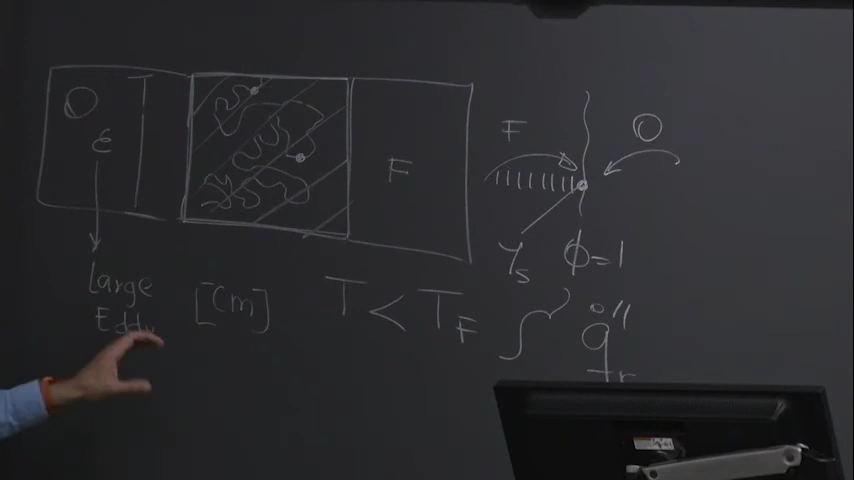 O
ε
F
F
O
Y_s
ϕ=1
Large
Eddy
[cm]
T < T_F
q̇"
r